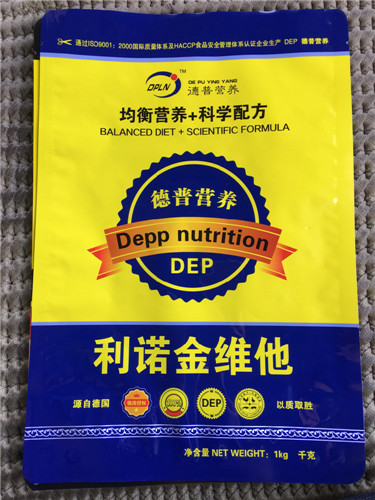 通过ISO9001：2000国际质量体系及HACCP食品安全管理体系认证企业生产 DEP 德普营养
DPLN
TM
DE PU YING YANG
德普营养
均衡营养+科学配方
BALANCED DIET + SCIENTIFIC FORMULA
德普营养
Depp nutrition
DEP
利诺金维他
源自德国
DEP
以质取胜
净含量 NET WEIGHT: 1kg 千克